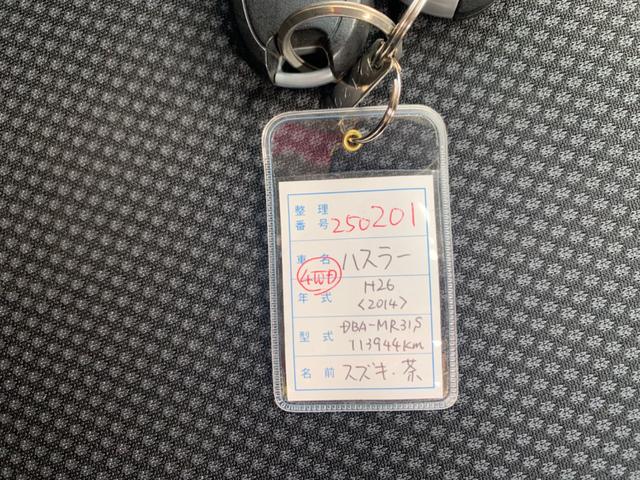 整理番号 250201
車名 ハスラー
4WD
年式 H26
<2014>
型式 DBA-MR31S
113944km
名前 スズキ・茶